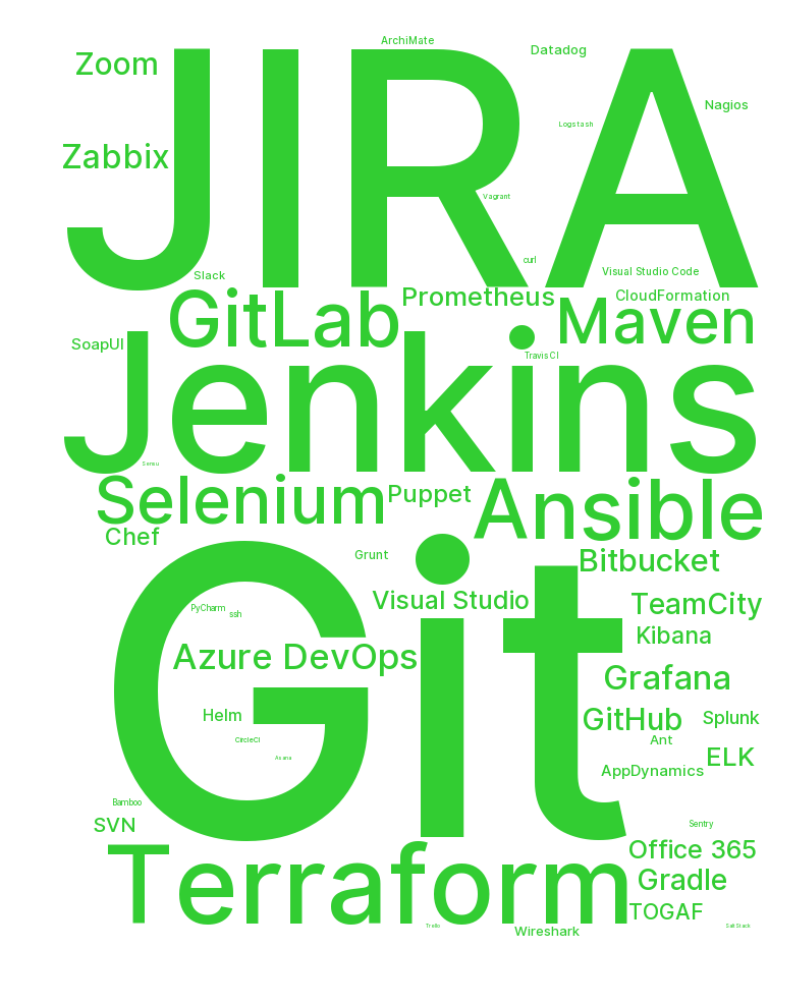 ArchiMate
Datadog
Zoom
JIRA
Nagios
Logstash
Zabbix
Vagrant
curl
Slack
Visual Studio Code
Prometheus
CloudFormation
GitLab
Maven
SoapUI
TravisCI
Jenkins
Sensu
Selenium
Puppet
Ansible
Chef
Grunt
Bitbucket
Visual Studio
TeamCity
PyCharm
ssh
Kibana
Git
Azure DevOps
Grafana
Helm
GitHub
Splunk
CircleCI
Ant
Asana
ELK
AppDynamics
Bamboo
SVN
Sentry
Office 365
Terraform
Gradle
TOGAF
Trello
Wireshark
SaltStack